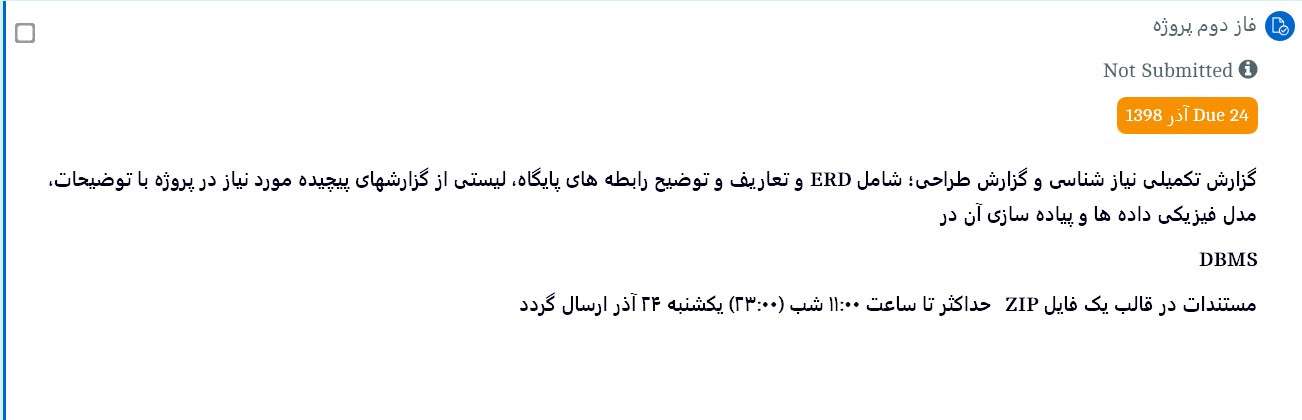 فاز دوم پروژه
Not Submitted
Due 24 آذر 1398
گزارش تکمیلی نیاز شناسی و گزارش طراحی؛ شامل ERD و تعاریف و توضیح رابطه های پایگاه، لیستی از گزارشهای پیچیده مورد نیاز در پروژه با توضیحات،
مدل فیزیکی داده ها و پیاده سازی آن در
DBMS
مستندات در قالب یک فایل ZIP حداکثر تا ساعت ۱۱:۰۰ شب (۲۳:۰۰) یکشنبه ۲۴ آذر ارسال گردد